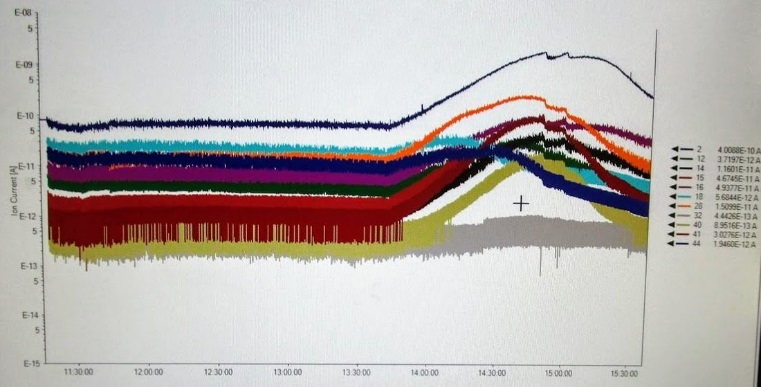 E-08
5
E-09
5
E-10
5
E-11
5
E-12
5
E-13
5
E-14
5
E-15
Ion Current [A]
11:30:00 12:00:00 12:30:00 13:00:00 13:30:00 14:00:00 14:30:00 15:00:00 15:30:00
2 4.0088E-10 A
12 3.7197E-12 A
14 1.1601E-11 A
15 4.6745E-11 A
16 4.9377E-11 A
18 5.6844E-12 A
28 1.5099E-11 A
32 4.4426E-13 A
40 8.9516E-13 A
41 3.0276E-12 A
44 1.9460E-12 A